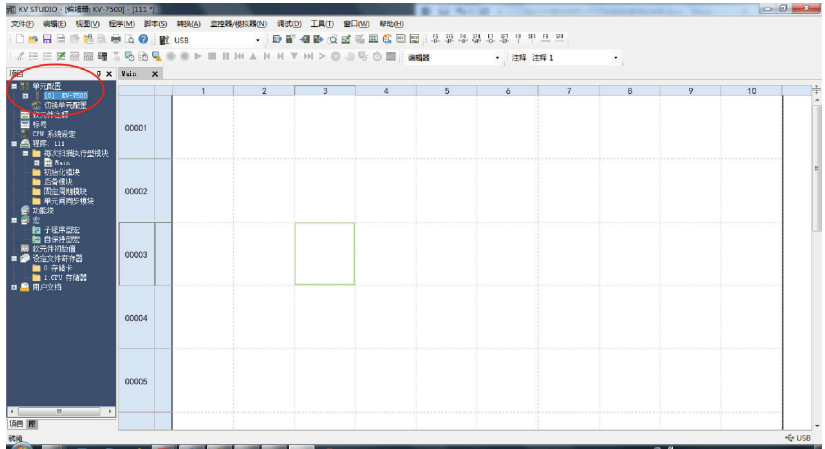 KV STUDIO - [编辑器: KV-7500] - [111 *]
文件(F) 编辑(E) 视图(V) 程序(M) 脚本(S) 转换(A) 监控器/模拟器(N) 调试(D) 工具(T) 窗口(W) 帮助(H)
USB
编辑器 注释 注释 1
项目 Main
1 2 3 4 5 6 7 8 9 10
单元配置
[0] KV-7500
切换单元配置
软元件注释
标号
CPU 系统设定
程序: 111
每次扫描执行型模块
Main
初始化模块
后备模块
固定周期模块
单元间同步模块
功能块
宏
子程序型宏
自保持型宏
软元件初始值
设定文件寄存器
0:存储卡
1:CPU 存储器
用户文档
00001
00002
00003
00004
00005
项目 库
就绪
USB